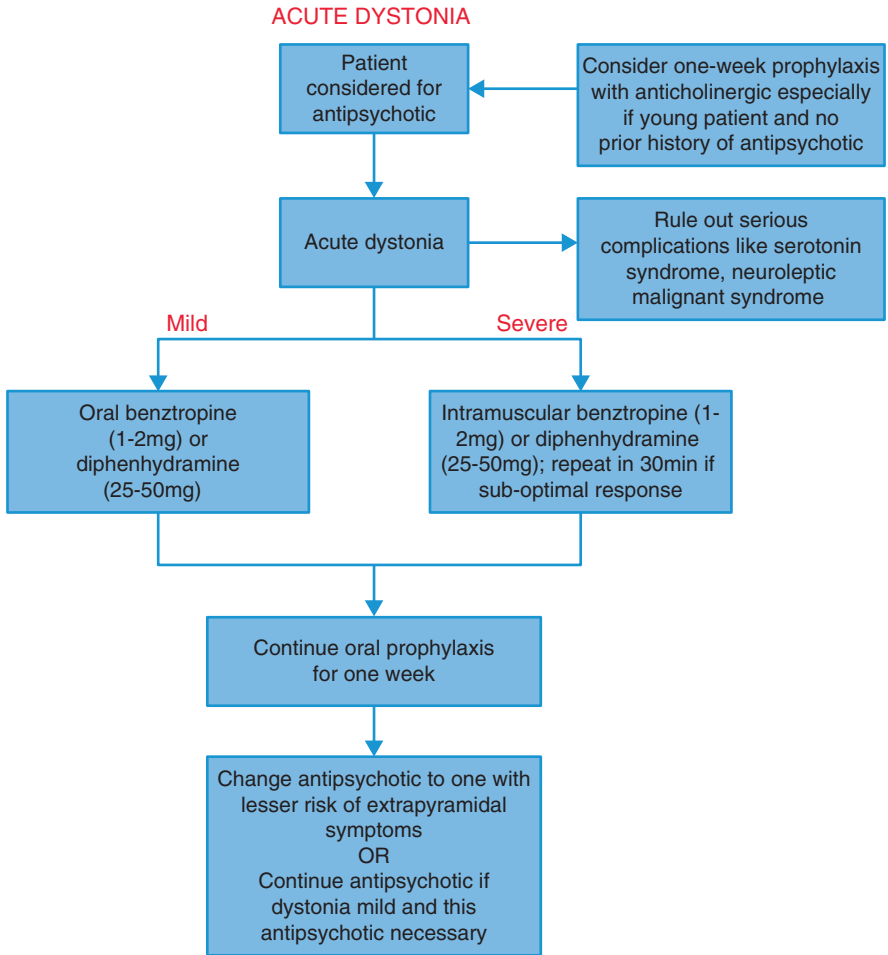 ACUTE DYSTONIA
Patient
considered for
antipsychotic
Consider one-week prophylaxis
with anticholinergic especially
if young patient and no
prior history of antipsychotic
Acute dystonia
Rule out serious
complications like serotonin
syndrome, neuroleptic
malignant syndrome
Mild
Severe
Oral benztropine
(1-2mg) or
diphenhydramine
(25-50mg)
Intramuscular benztropine (1-
2mg) or diphenhydramine
(25-50mg); repeat in 30min if
sub-optimal response
Continue oral prophylaxis
for one week
Change antipsychotic to one with
lesser risk of extrapyramidal
symptoms
OR
Continue antipsychotic if
dystonia mild and this
antipsychotic necessary